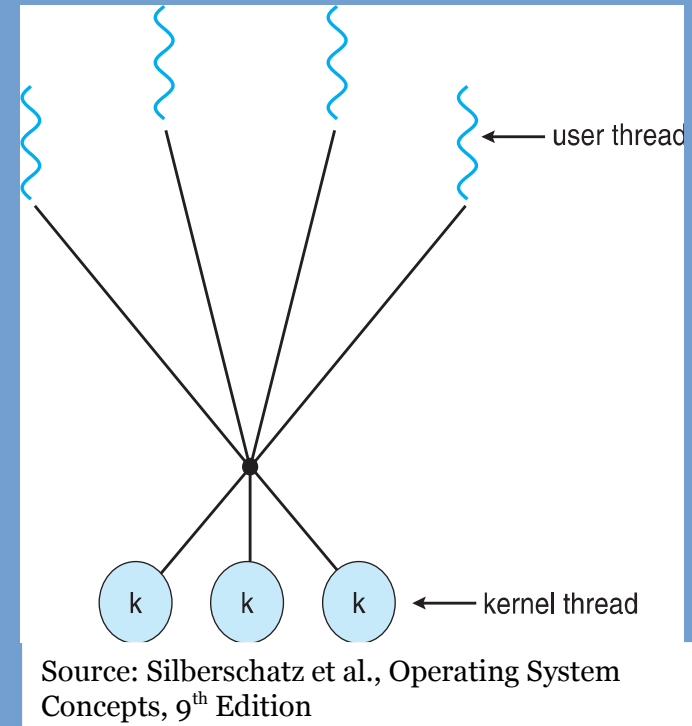 user thread
k k k
kernel thread
Source: Silberschatz et al., Operating System
Concepts, 9th Edition